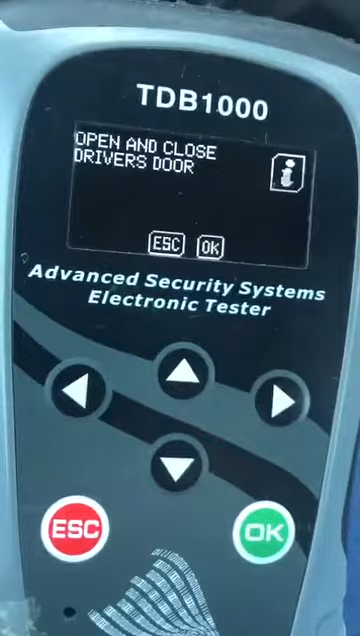 TDB1000
OPEN AND CLOSE
DRIVERS DOOR
i
ESC OK
Advanced Security Systems
Electronic Tester
ESC OK